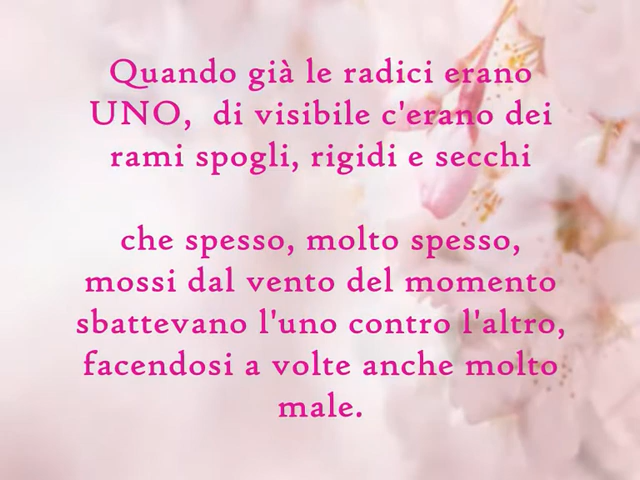 Quando già le radici erano
UNO,  di visibile c'erano dei
rami spogli, rigidi e secchi
che spesso, molto spesso,
mossi dal vento del momento
sbattevano l'uno contro l'altro,
facendosi a volte anche molto
male.